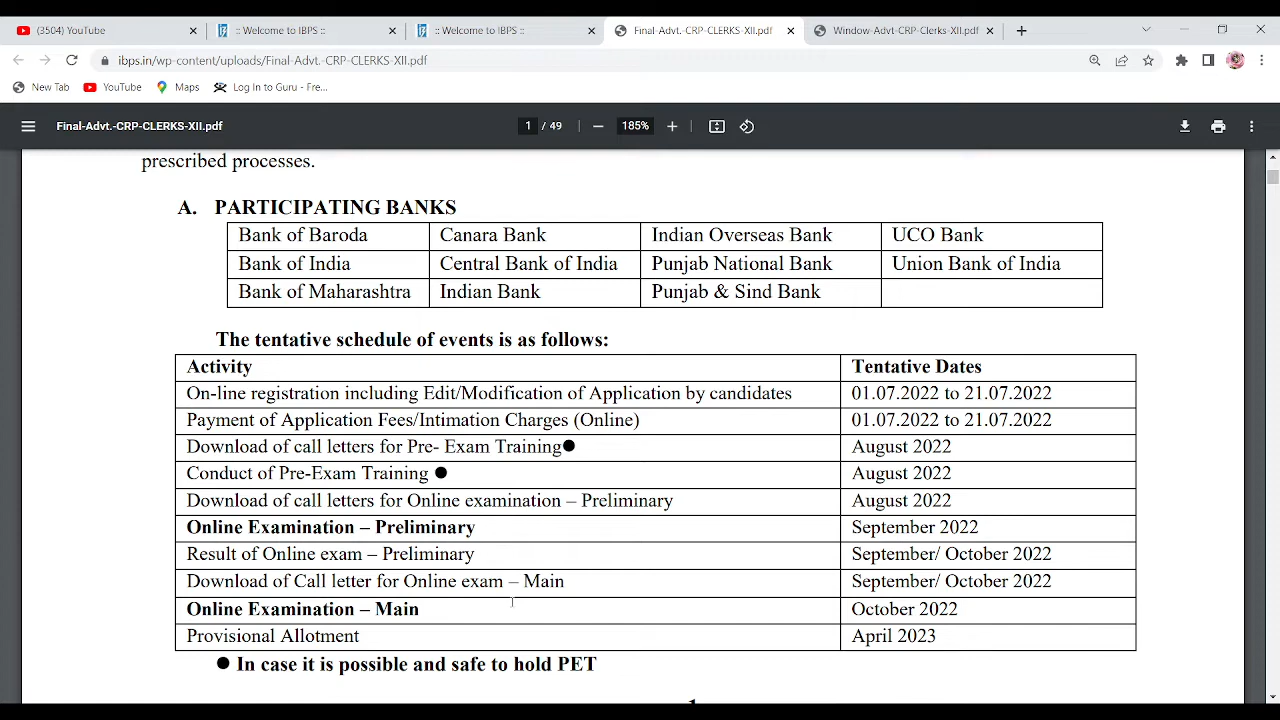 (3504) YouTube
:: Welcome to IBPS ::
:: Welcome to IBPS ::
Final-Advt.-CRP-CLERKS-XII.pdf
Window-Advt-CRP-Clerks-XII.pdf
ibps.in/wp-content/uploads/Final-Advt.-CRP-CLERKS-XII.pdf
New Tab YouTube Maps Log In to Guru - Fre...
Final-Advt.-CRP-CLERKS-XII.pdf 1 / 49 185%
prescribed processes.
A. PARTICIPATING BANKS
Bank of Baroda Canara Bank Indian Overseas Bank UCO Bank
Bank of India Central Bank of India Punjab National Bank Union Bank of India
Bank of Maharashtra Indian Bank Punjab & Sind Bank
The tentative schedule of events is as follows:
Activity Tentative Dates
On-line registration including Edit/Modification of Application by candidates 01.07.2022 to 21.07.2022
Payment of Application Fees/Intimation Charges (Online) 01.07.2022 to 21.07.2022
Download of call letters for Pre- Exam Training● August 2022
Conduct of Pre-Exam Training ● August 2022
Download of call letters for Online examination – Preliminary August 2022
Online Examination – Preliminary September 2022
Result of Online exam – Preliminary September/ October 2022
Download of Call letter for Online exam – Main September/ October 2022
Online Examination – Main October 2022
Provisional Allotment April 2023
● In case it is possible and safe to hold PET